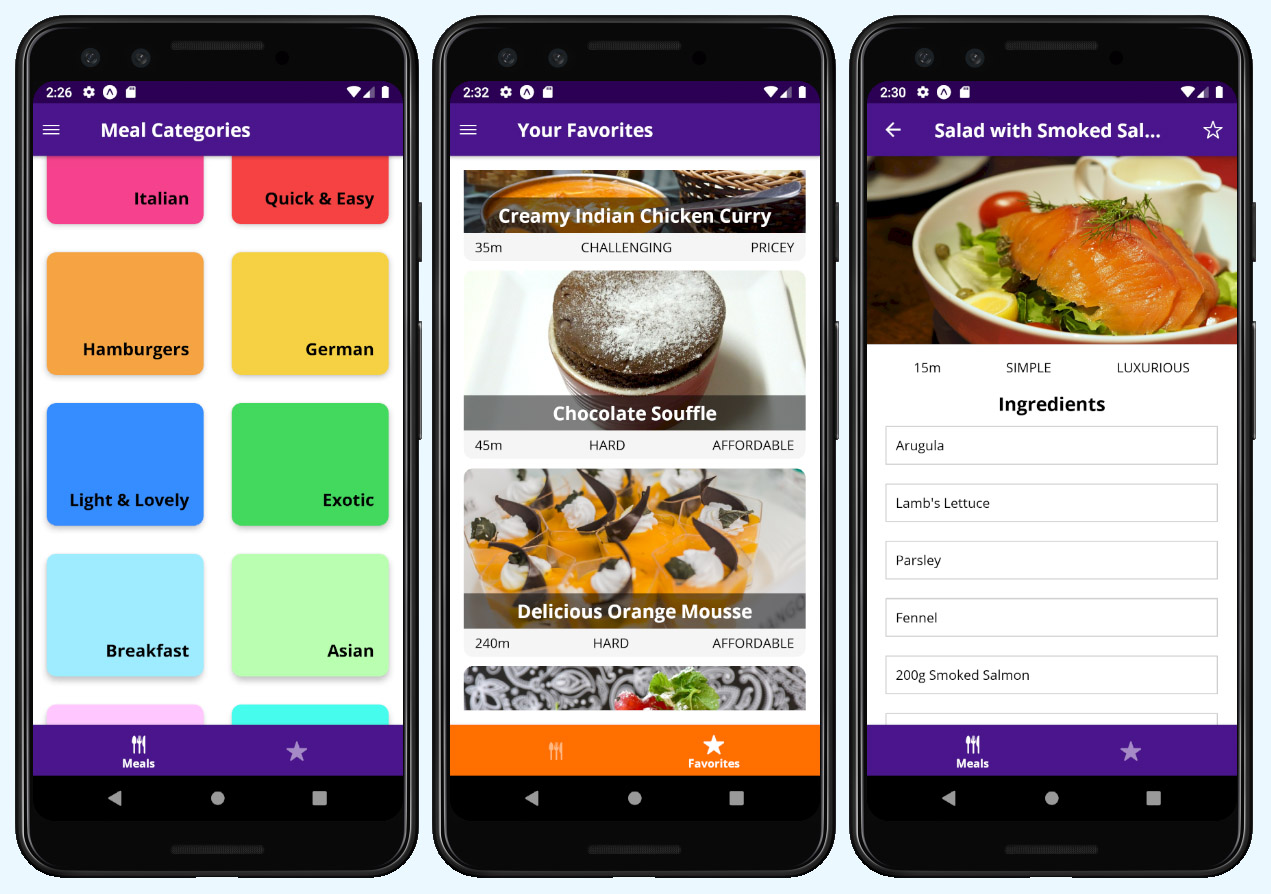 2:26
Meal Categories
Italian
Quick & Easy
Hamburgers
German
Light & Lovely
Exotic
Breakfast
Asian
Meals
2:32
Your Favorites
Creamy Indian Chicken Curry
35m CHALLENGING PRICEY
Chocolate Souffle
45m HARD AFFORDABLE
Delicious Orange Mousse
240m HARD AFFORDABLE
Favorites
2:30
Salad with Smoked Sal...
15m SIMPLE LUXURIOUS
Ingredients
Arugula
Lamb's Lettuce
Parsley
Fennel
200g Smoked Salmon
Meals